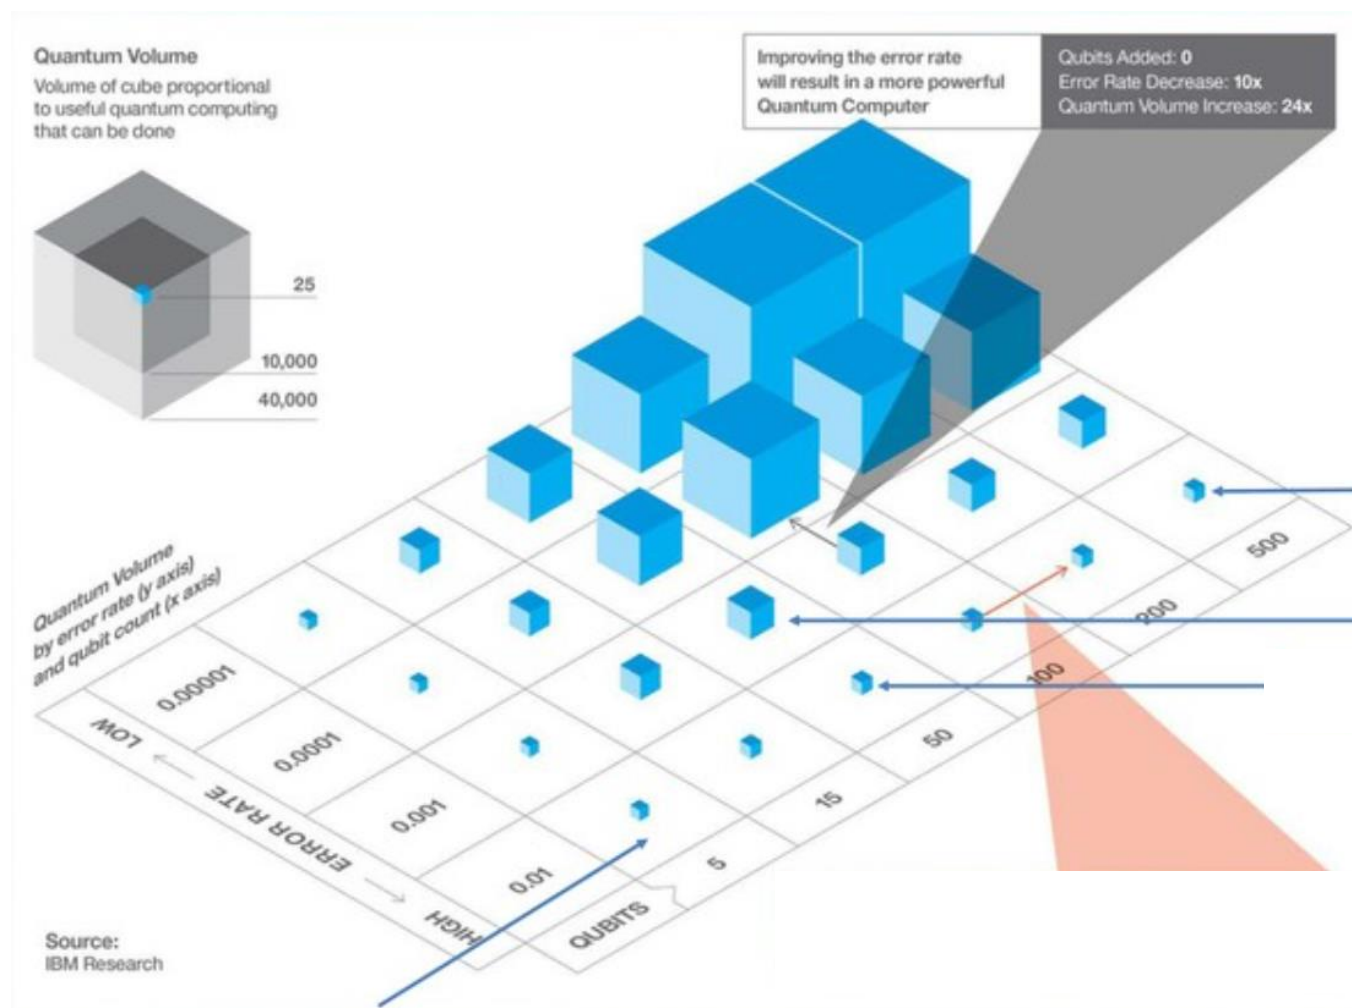 Quantum Volume
Volume of cube proportional
to useful quantum computing
that can be done
25
10,000
40,000
Improving the error rate
will result in a more powerful
Quantum Computer
Qubits Added: 0
Error Rate Decrease: 10x
Quantum Volume Increase: 24x
Quantum Volume
by error rate (y axis)
and qubit count (x axis)
LOW
ERROR RATE
HIGH
0.00001
0.0001
0.001
0.01
QUBITS
5
15
50
100
200
500
Source:
IBM Research